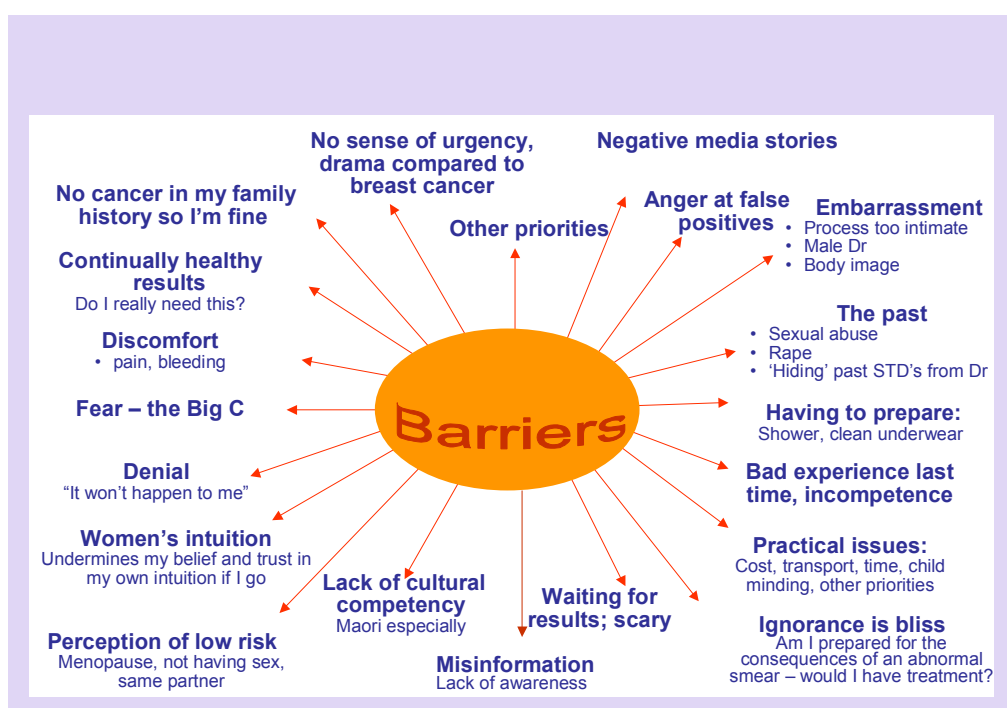 No sense of urgency,
drama compared to
breast cancer
Negative media stories
No cancer in my family
history so I’m fine
Other priorities
Anger at false
positives
Embarrassment
• Process too intimate
• Male Dr
• Body image
Continually healthy
results
Do I really need this?
The past
• Sexual abuse
• Rape
• ‘Hiding’ past STD’s from Dr
Discomfort
• pain, bleeding
Fear – the Big C
Barriers
Having to prepare:
Shower, clean underwear
Denial
“It won’t happen to me”
Bad experience last
time, incompetence
Women’s intuition
Undermines my belief and trust in
my own intuition if I go
Practical issues:
Cost, transport, time, child
minding, other priorities
Lack of cultural
competency
Maori especially
Waiting for
results; scary
Ignorance is bliss
Am I prepared for the
consequences of an abnormal
smear – would I have treatment?
Perception of low risk
Menopause, not having sex,
same partner
Misinformation
Lack of awareness